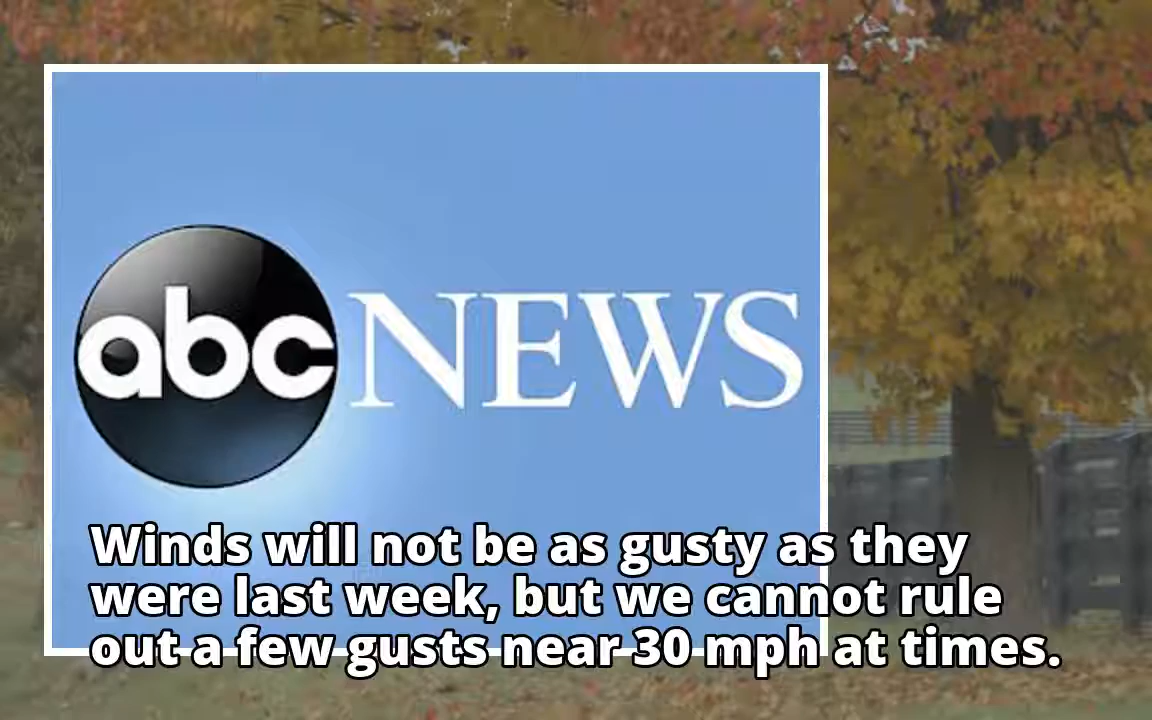 abc NEWS
Winds will not be as gusty as they
were last week, but we cannot rule
out a few gusts near 30 mph at times.